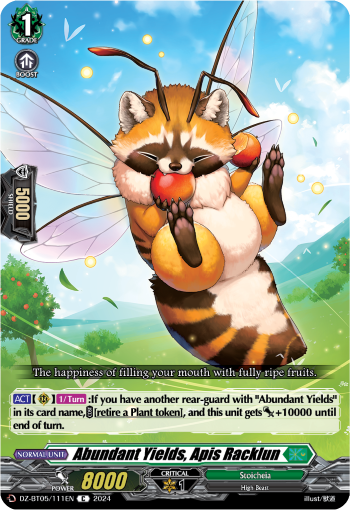 1
GRADE
BOOST
5000
SHIELD
The happiness of filling your mouth with fully ripe fruits.
ACT 1/Turn :If you have another rear-guard with "Abundant Yields"
in its card name, [retire a Plant token], and this unit gets +10000 until
end of turn.
NORMAL UNIT Abundant Yields, Apis Racklun
POWER 8000 CRITICAL 1 Stoicheia
High Beast
DZ-BT05/111EN C 2024 illust/獣道